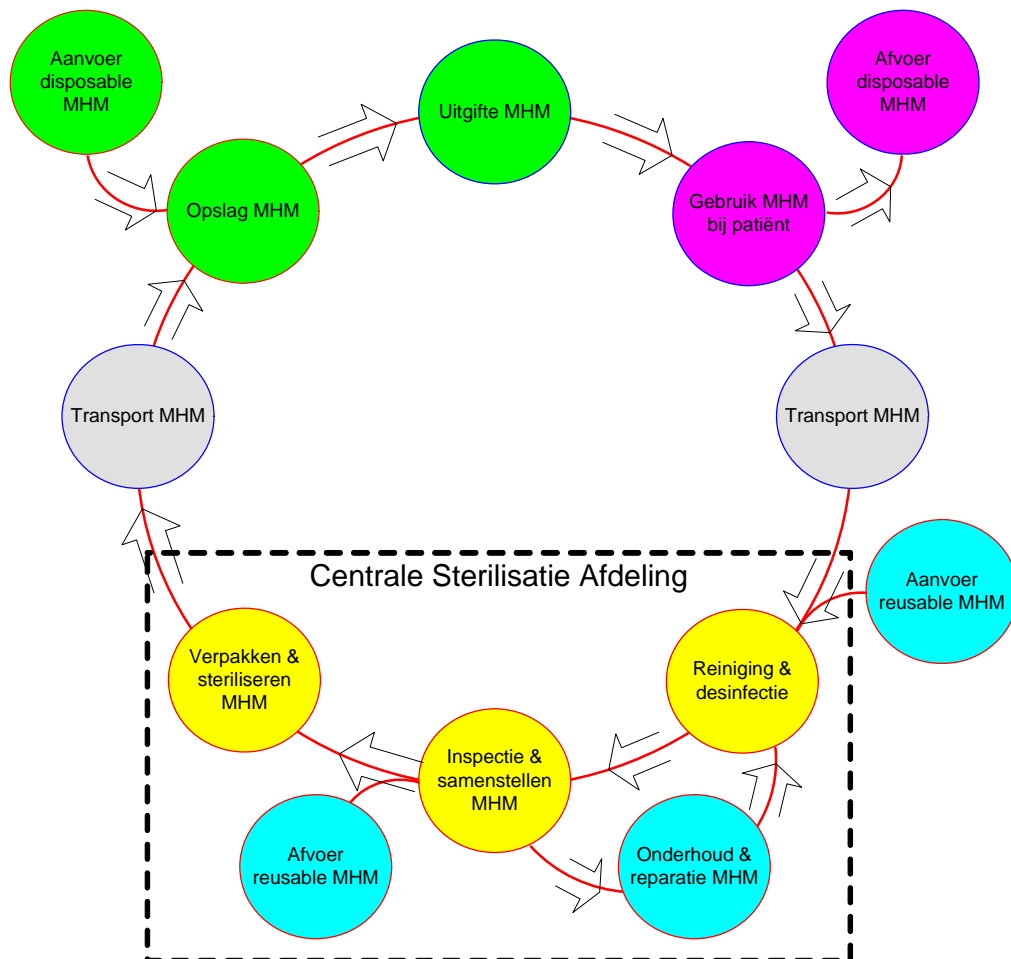 Aanvoer
disposable
MHM
Afvoer
disposable
MHM
Uitgifte MHM
Opslag MHM
Gebruik MHM
bij patiënt
Transport MHM
Transport MHM
Centrale Sterilisatie Afdeling
Aanvoer
reusable MHM
Verpakken &
steriliseren
MHM
Reiniging &
desinfectie
Inspectie &
samenstellen
MHM
Afvoer
reusable MHM
Onderhoud &
reparatie MHM